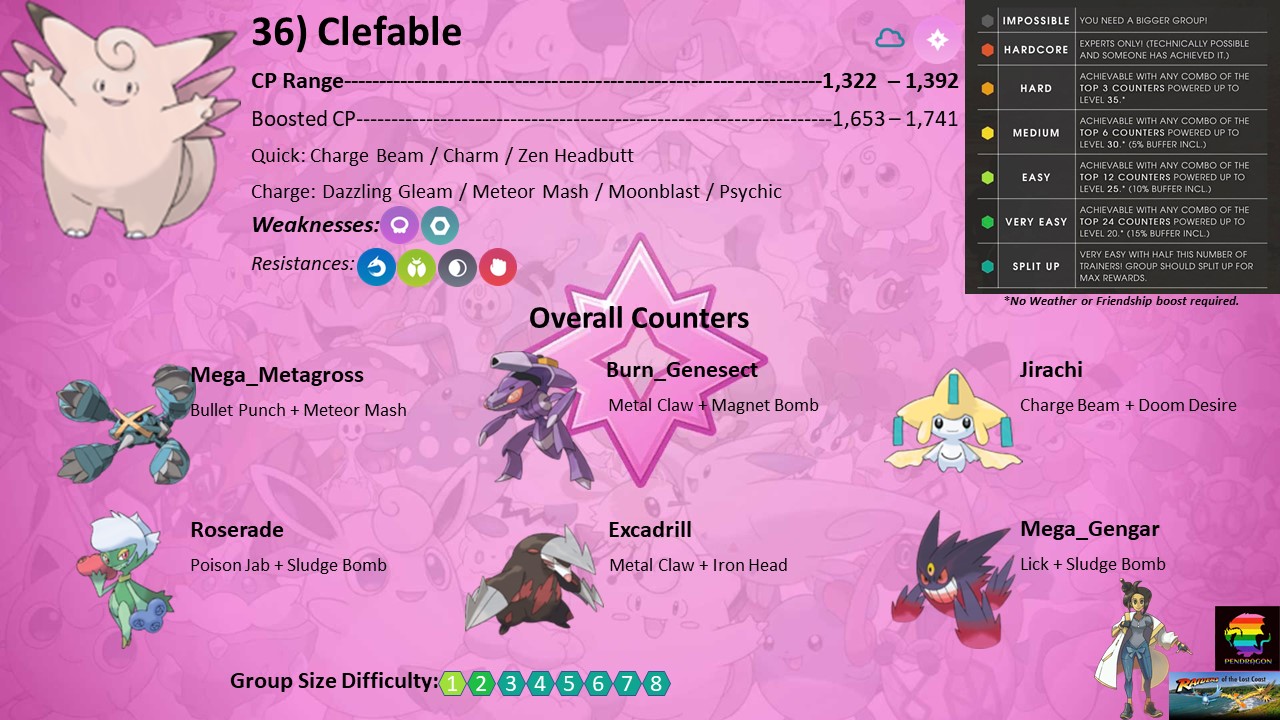 36) Clefable
CP Range--------------------------------------------------------------------1,322 – 1,392
Boosted CP--------------------------------------------------------------------1,653 – 1,741
Quick: Charge Beam / Charm / Zen Headbutt
Charge: Dazzling Gleam / Meteor Mash / Moonblast / Psychic
Weaknesses:
Resistances:
IMPOSSIBLE YOU NEED A BIGGER GROUP!
HARDCORE EXPERTS ONLY! (TECHNICALLY POSSIBLE
AND SOMEONE HAS ACHIEVED IT.)
HARD ACHIEVABLE WITH ANY COMBO OF THE
TOP 3 COUNTERS POWERED UP TO
LEVEL 35.*
MEDIUM ACHIEVABLE WITH ANY COMBO OF THE
TOP 6 COUNTERS POWERED UP TO
LEVEL 30.* (5% BUFFER INCL.)
EASY ACHIEVABLE WITH ANY COMBO OF THE
TOP 12 COUNTERS POWERED UP TO
LEVEL 25.* (10% BUFFER INCL.)
VERY EASY ACHIEVABLE WITH ANY COMBO OF THE
TOP 24 COUNTERS POWERED UP TO
LEVEL 20.* (15% BUFFER INCL.)
SPLIT UP VERY EASY WITH HALF THIS NUMBER OF
TRAINERS! GROUP SHOULD SPLIT UP FOR
MAX REWARDS.
*No Weather or Friendship boost required.
Overall Counters
Mega_Metagross
Bullet Punch + Meteor Mash
Burn_Genesect
Metal Claw + Magnet Bomb
Jirachi
Charge Beam + Doom Desire
Roserade
Poison Jab + Sludge Bomb
Excadrill
Metal Claw + Iron Head
Mega_Gengar
Lick + Sludge Bomb
Group Size Difficulty: 1 2 3 4 5 6 7 8
PENDRAGON
RAIDERS of the Lost Coast